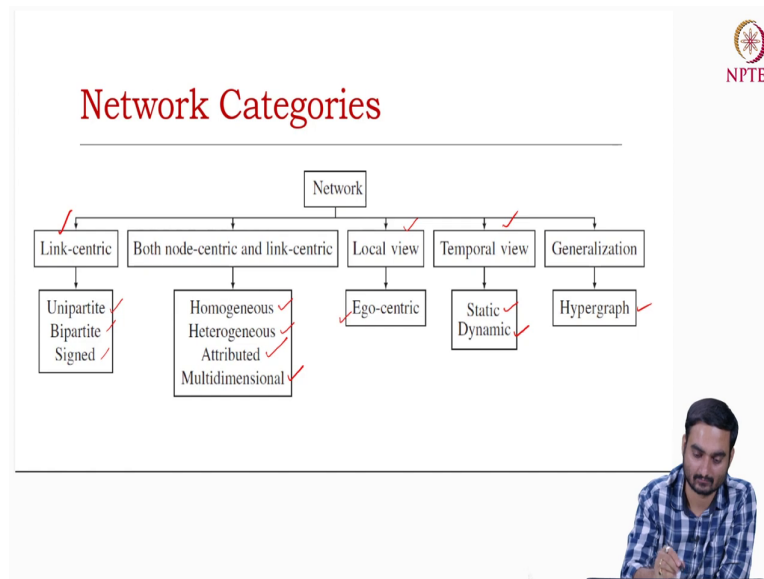 NPTE
Network Categories
Network
Link-centric
Both node-centric and link-centric
Local view
Temporal view
Generalization
Unipartite
Bipartite
Signed
Homogeneous
Heterogeneous
Attributed
Multidimensional
Ego-centric
Static
Dynamic
Hypergraph